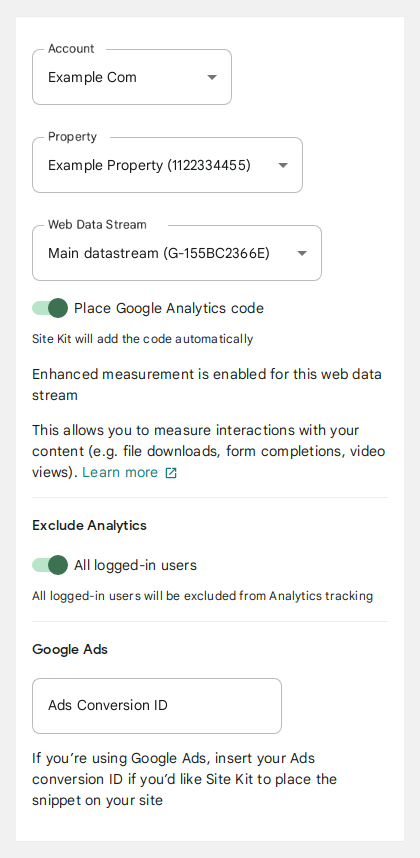 Account
Example Com
Property
Example Property (1122334455)
Web Data Stream
Main datastream (G-155BC2366E)
Place Google Analytics code
Site Kit will add the code automatically
Enhanced measurement is enabled for this web data
stream
This allows you to measure interactions with your
content (e.g. file downloads, form completions, video
views). Learn more
Exclude Analytics
All logged-in users
All logged-in users will be excluded from Analytics tracking
Google Ads
Ads Conversion ID
If you’re using Google Ads, insert your Ads
conversion ID if you’d like Site Kit to place the
snippet on your site